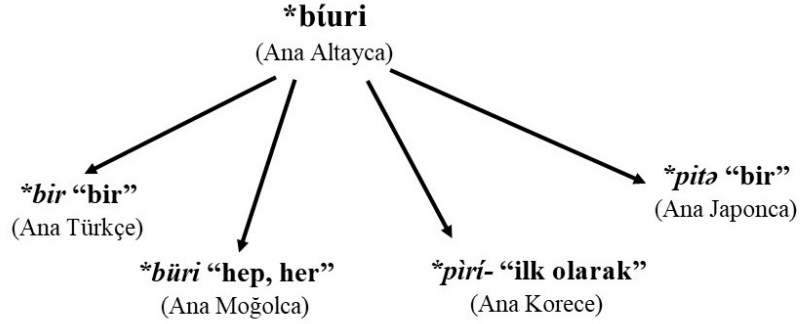 *bίuri
(Ana Altayca)
*bir “bir”
(Ana Türkçe)
*büri “hep, her”
(Ana Moğolca)
*pìrí- “ilk olarak”
(Ana Korece)
*pitə “bir”
(Ana Japonca)